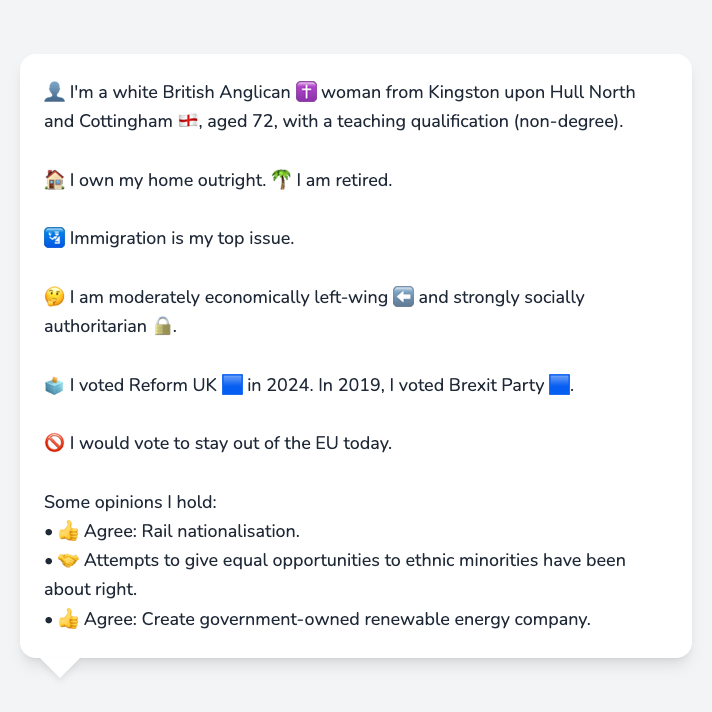 👤 I'm a white British Anglican ✝️ woman from Kingston upon Hull North
and Cottingham 🏴󠁧󠁢󠁥󠁮󠁧󠁿, aged 72, with a teaching qualification (non-degree).
🏠 I own my home outright. 🌴 I am retired.
🛂 Immigration is my top issue.
🤔 I am moderately economically left-wing ⬅️ and strongly socially
authoritarian 🔒.
🗳️ I voted Reform UK 🟦 in 2024. In 2019, I voted Brexit Party 🟦.
🚫 I would vote to stay out of the EU today.
Some opinions I hold:
• 👍 Agree: Rail nationalisation.
• 🤝 Attempts to give equal opportunities to ethnic minorities have been
about right.
• 👍 Agree: Create government-owned renewable energy company.